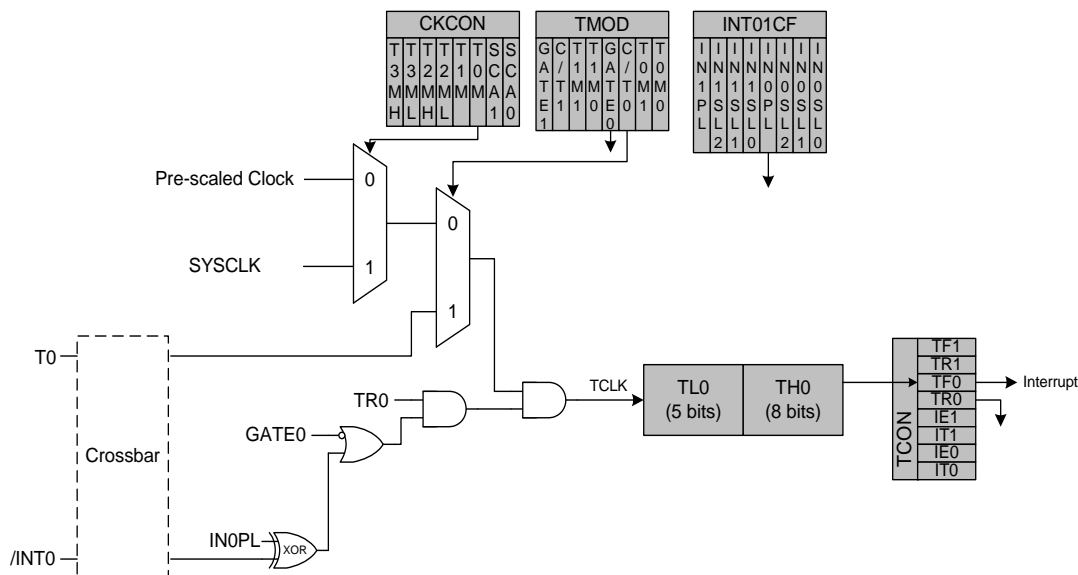 CKCON
T3MH T3ML T2MH T2ML T1M T0M SCA1 SCA0
TMOD
GATE1 C/T1 T1M1 T1M0 GATE0 C/T0 T0M1 T0M0
INT01CF
IN1PL IN1SL2 IN1SL1 IN1SL0 IN0PL IN0SL2 IN0SL1 IN0SL0
Pre-scaled Clock
0
SYSCLK
1
0
1
T0
Crossbar
/INT0
TR0
GATE0
IN0PL
XOR
TCLK
TL0
(5 bits)
TH0
(8 bits)
TCON
TF1
TR1
TF0
TR0
IE1
IT1
IE0
IT0
Interrupt